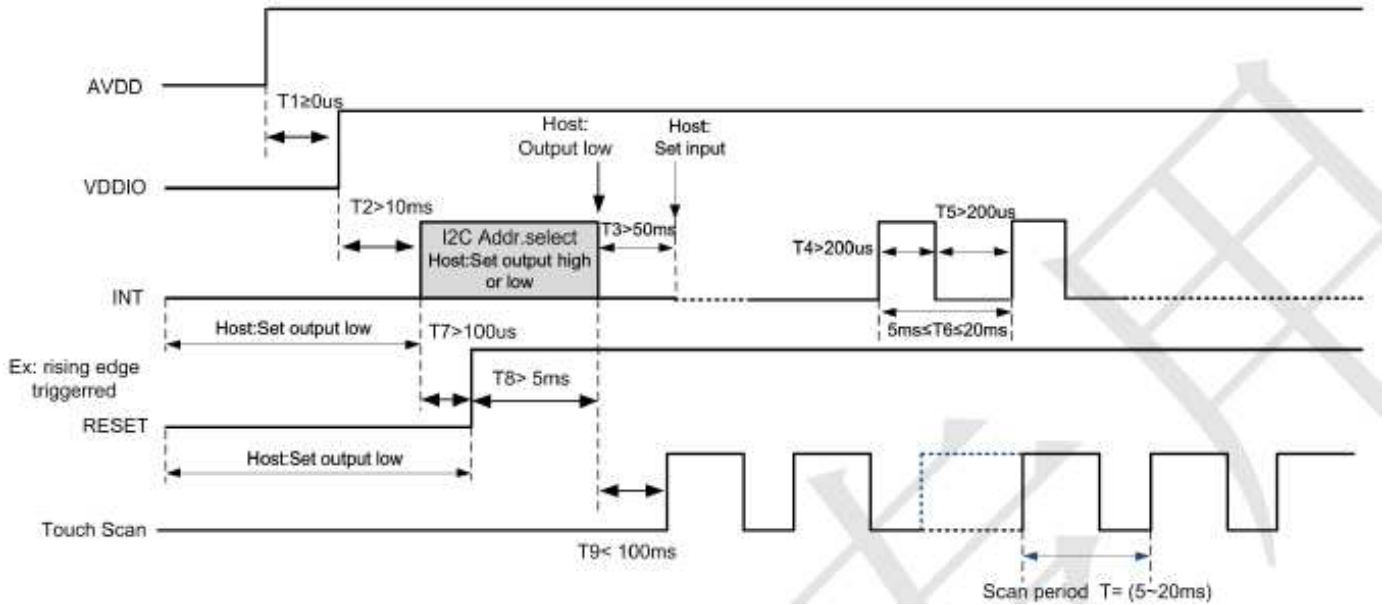 AVDD
T1≥0us
VDDIO
Host:
Output low
Host:
Set input
T2>10ms
I2C Addr.select
Host:Set output high
or low
T3>50ms
T4>200us
T5>200us
INT
Host:Set output low
T7>100us
5ms≤T6≤20ms
Ex: rising edge
triggerred
T8> 5ms
RESET
Host:Set output low
Touch Scan
T9< 100ms
Scan period T= (5~20ms)